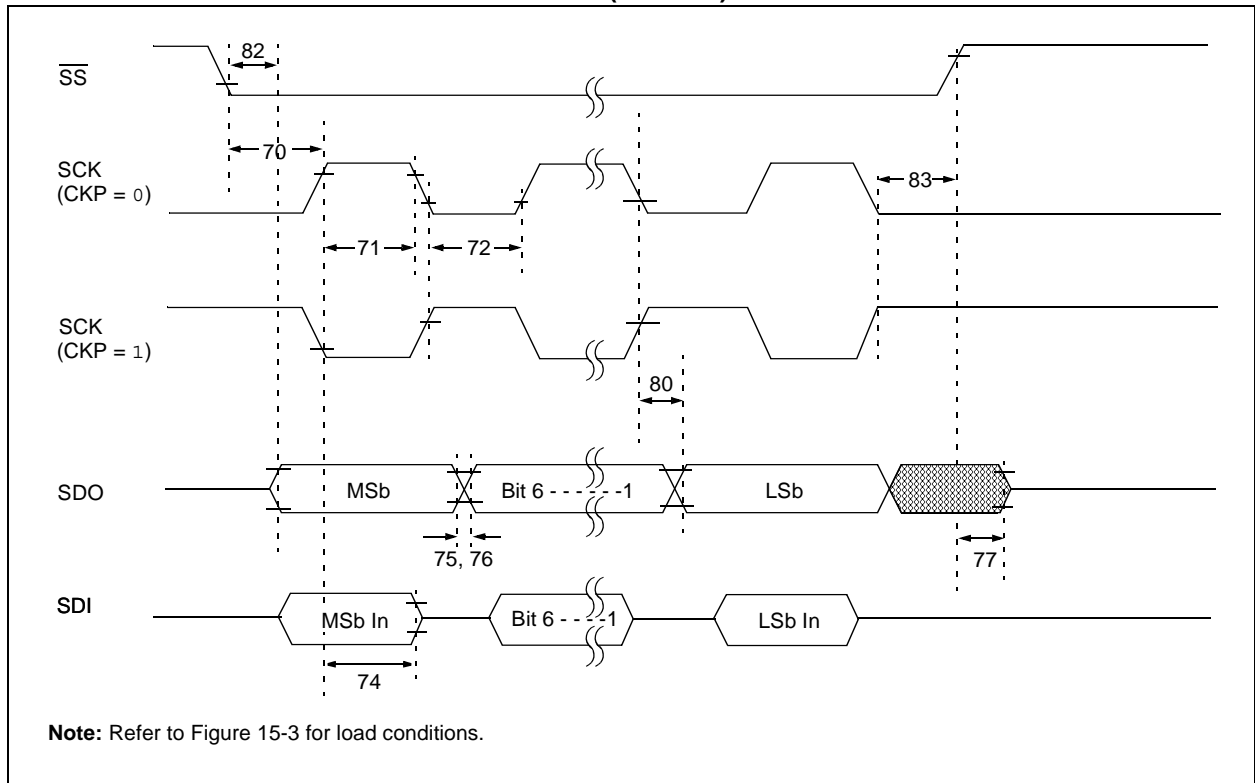 82
SS
70
SCK
(CKP = 0)
83
71
72
SCK
(CKP = 1)
80
SDO
MSb
Bit 6 - - - - - -1
LSb
75, 76
77
SDI
MSb In
Bit 6 - - - -1
LSb In
74
Note: Refer to Figure 15-3 for load conditions.